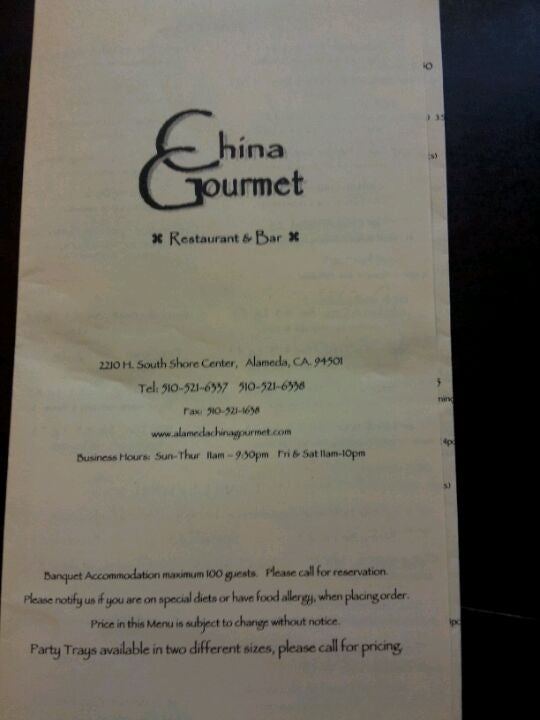 China
Gourmet
Restaurant & Bar
2210 H. South Shore Center, Alameda, CA. 94501
Tel: 510-521-6337 510-521-6338
Fax: 510-521-1638
www.alamedachinagourmet.com
Business Hours: Sun-Thur 11am - 9:30pm Fri & Sat 11am-10pm
Banquet Accommodation maximum 100 guests. Please call for reservation.
Please notify us if you are on special diets or have food allergy, when placing order.
Price in this Menu is subject to change without notice.
Party Trays available in two different sizes, please call for pricing.